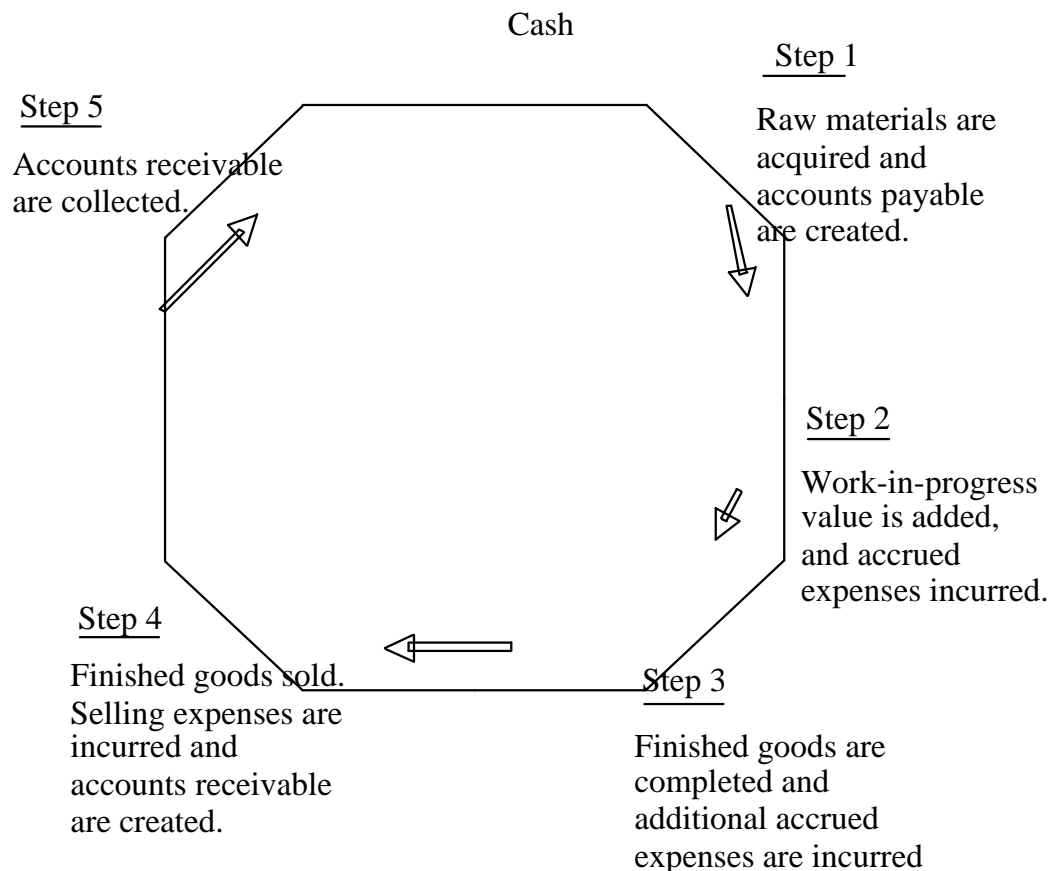 Cash
Step 1
Raw materials are
acquired and
accounts payable
are created.
Step 2
Work-in-progress
value is added,
and accrued
expenses incurred.
Step 3
Finished goods are
completed and
additional accrued
expenses are incurred
Step 4
Finished goods sold.
Selling expenses are
incurred and
accounts receivable
are created.
Step 5
Accounts receivable
are collected.